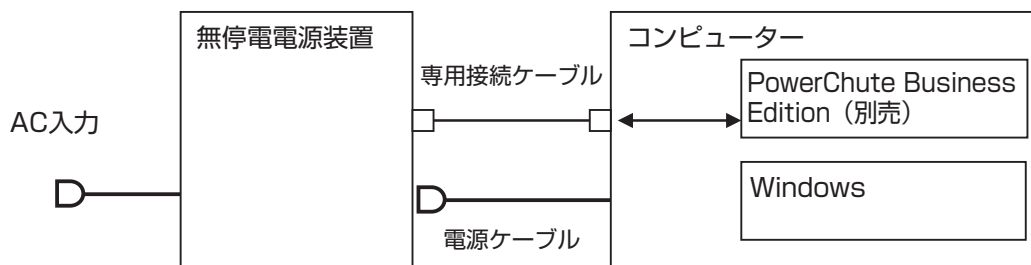 無停電電源装置
コンピューター
専用接続ケーブル
PowerChute Business
Edition（別売）
AC入力
Windows
電源ケーブル